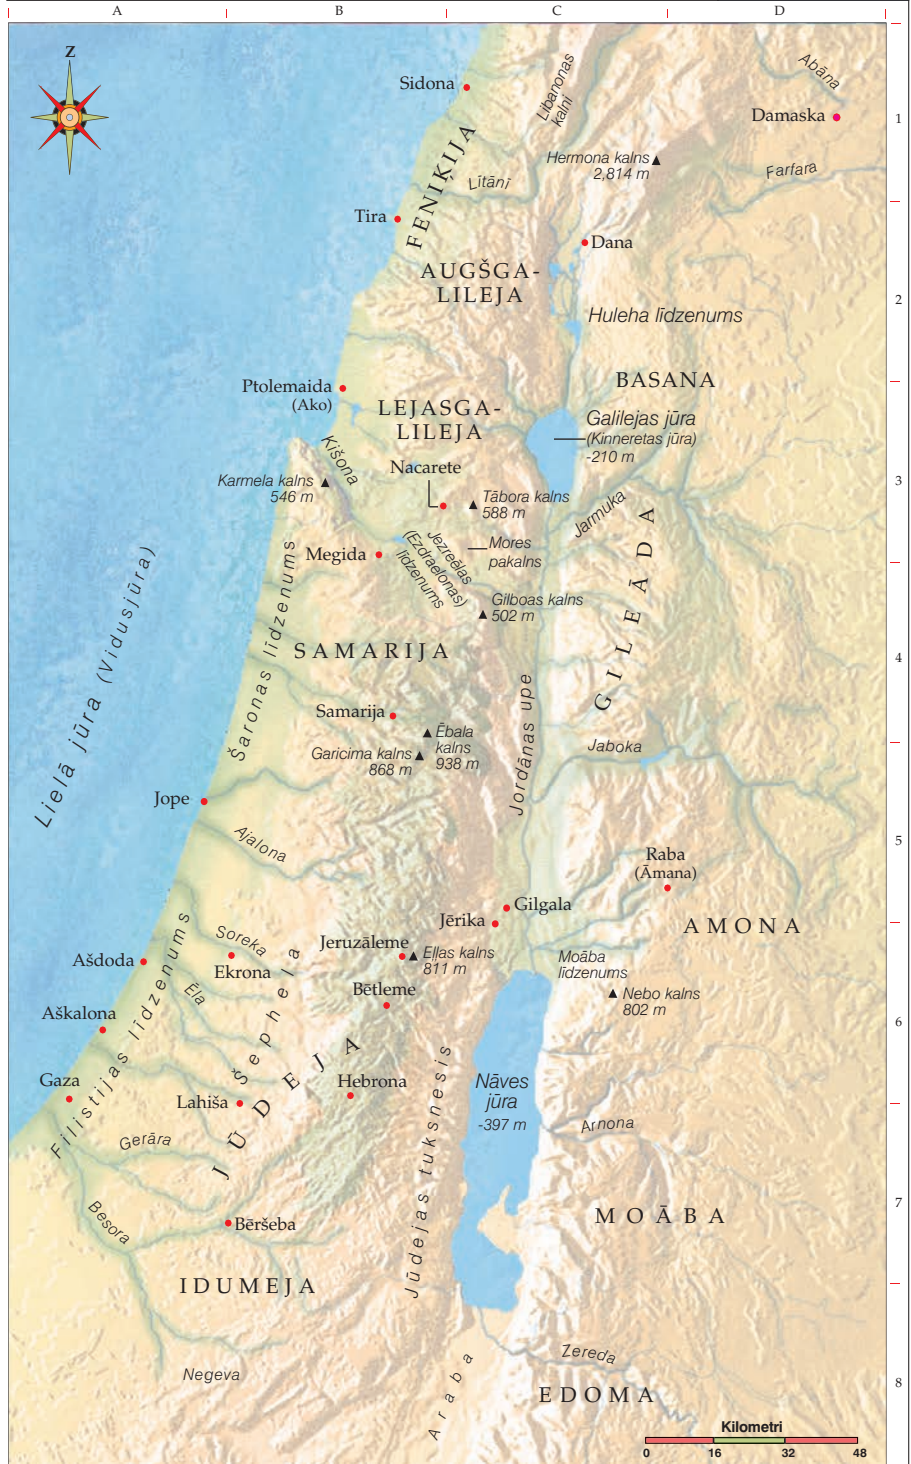 A
B
C
D
Z
Sidona
Libanonas
kalni
Abāna
Damaska
1
FEŅIĶIJA
Hermona kalns
2,814 m
Farfara
Lītānī
Tira
Dana
AUGŠGA-
LILEJA
2
Huleha līdzenums
BASANA
Ptolemaida
(Ako)
LEJASGA-
LILEJA
Galilejas jūra
(Kinneretas jūra)
-210 m
Kišona
Nacarete
Karmela kalns
546 m
3
Tābora kalns
588 m
Jarmuka
Megida
Jezreēlas
(Ezdraelonas)
līdzenums
Mores
pakalns
GILEĀDA
Gilboas kalns
502 m
Lielā jūra (Vidusjūra)
Šaronas līdzenums
SAMARIJA
4
Samarija
Ēbala
kalns
938 m
Garicima kalns
868 m
Jordānas upe
Jaboka
Jope
Ajalona
5
Raba
(Āmana)
Gilgala
Jērika
AMONA
Soreka
Jeruzāleme
Eļļas kalns
811 m
Moāba
līdzenums
Ašdoda
Ekrona
Ēla
Bētleme
Nebo kalns
802 m
Aškalona
6
Filistijas līdzenums
Šephela
JŪDEJA
Gaza
Lahiša
Hebrona
Nāves
jūra
-397 m
Jūdejas tuksnesis
Gerāra
Arnona
Besora
Bēršeba
MOĀBA
7
IDUMEJA
Negeva
Araba
Zereda
EDOMA
8
Kilometri
0 16 32 48